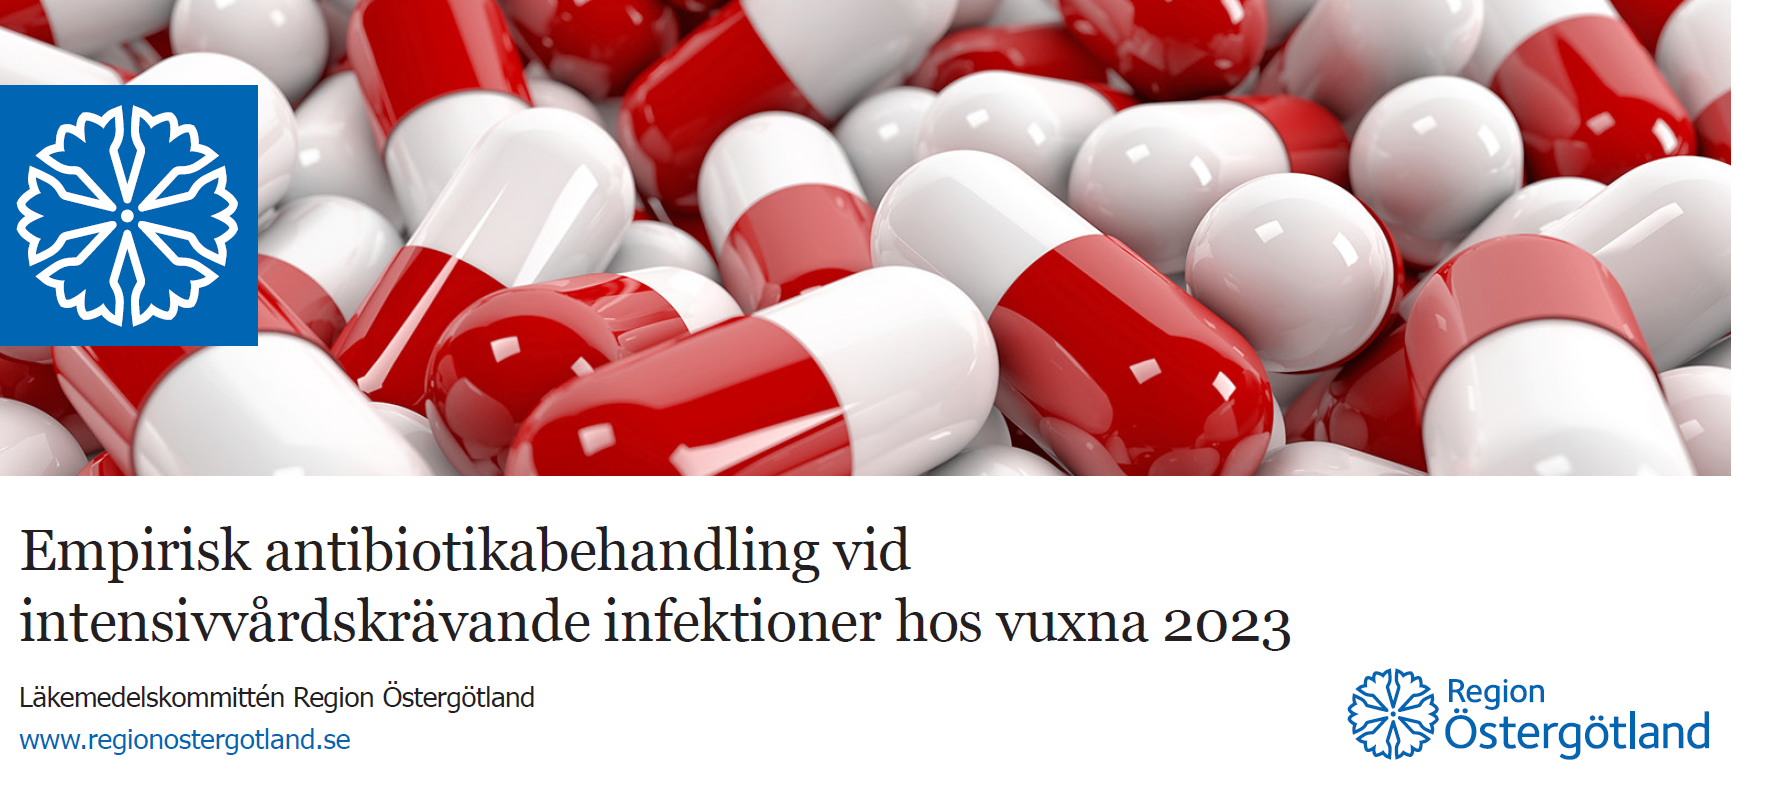 Empirisk antibiotikabehandling vid
intensivvårdskrävande infektioner hos vuxna 2023
Läkemedelskommittén Region Östergötland
www.regionostergotland.se
Region
Östergötland